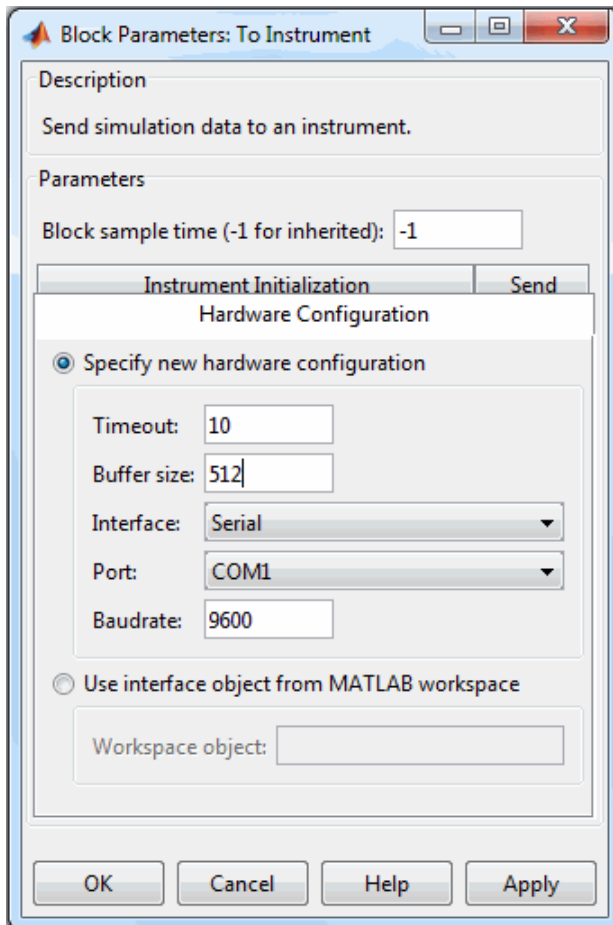 Block Parameters: To Instrument
Description
Send simulation data to an instrument.
Parameters
Block sample time (-1 for inherited): -1
Instrument Initialization Send
Hardware Configuration
Specify new hardware configuration
Timeout: 10
Buffer size: 512
Interface: Serial
Port: COM1
Baudrate: 9600
Use interface object from MATLAB workspace
Workspace object:
OK Cancel Help Apply